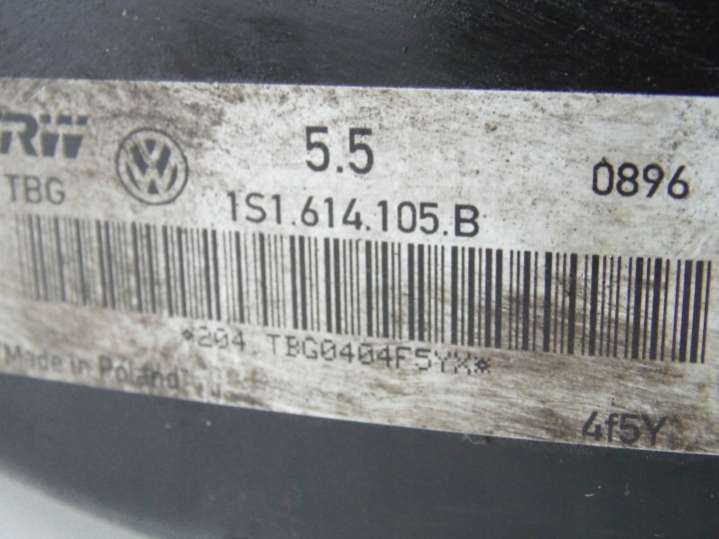 TRW 5.5 0896
TBG 1S1.614.105.B
*204 TBG0404F5YX*
Made in Poland
4f5Y